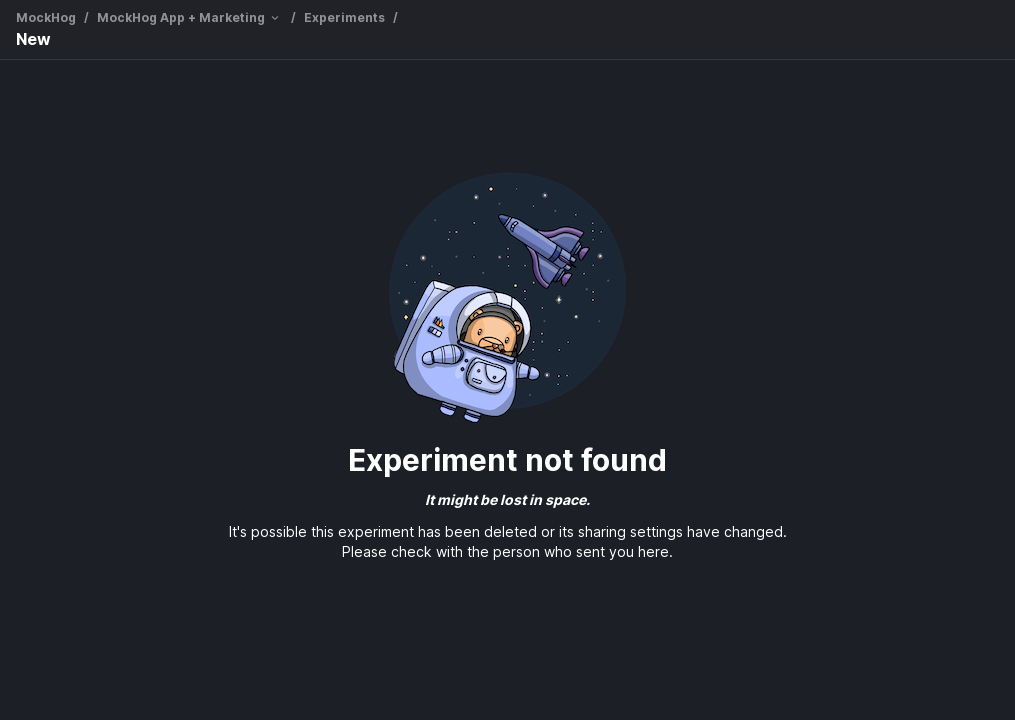 MockHog / MockHog App + Marketing / Experiments /
New
Experiment not found
It might be lost in space.
It's possible this experiment has been deleted or its sharing settings have changed.
Please check with the person who sent you here.